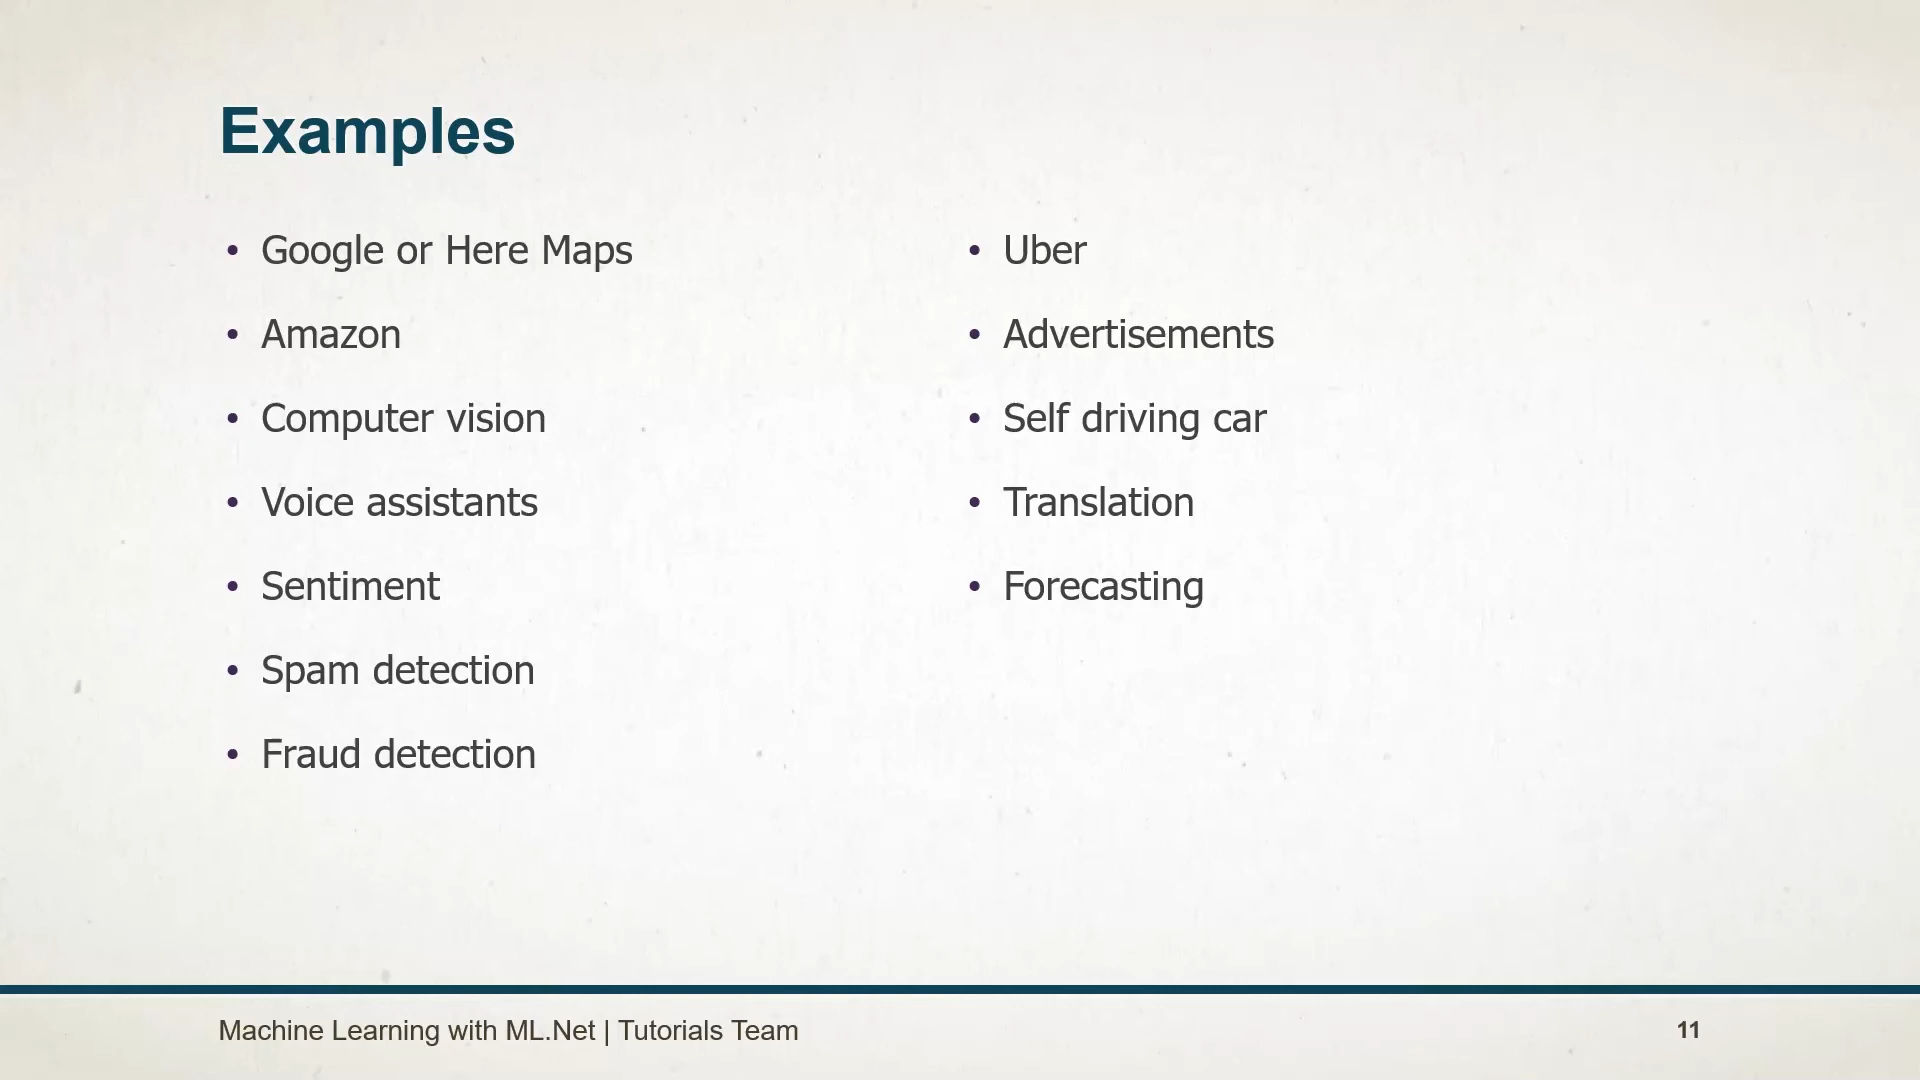 Examples
• Google or Here Maps
• Amazon
• Computer vision
• Voice assistants
• Sentiment
• Spam detection
• Fraud detection
• Uber
• Advertisements
• Self driving car
• Translation
• Forecasting
Machine Learning with ML.Net | Tutorials Team
11